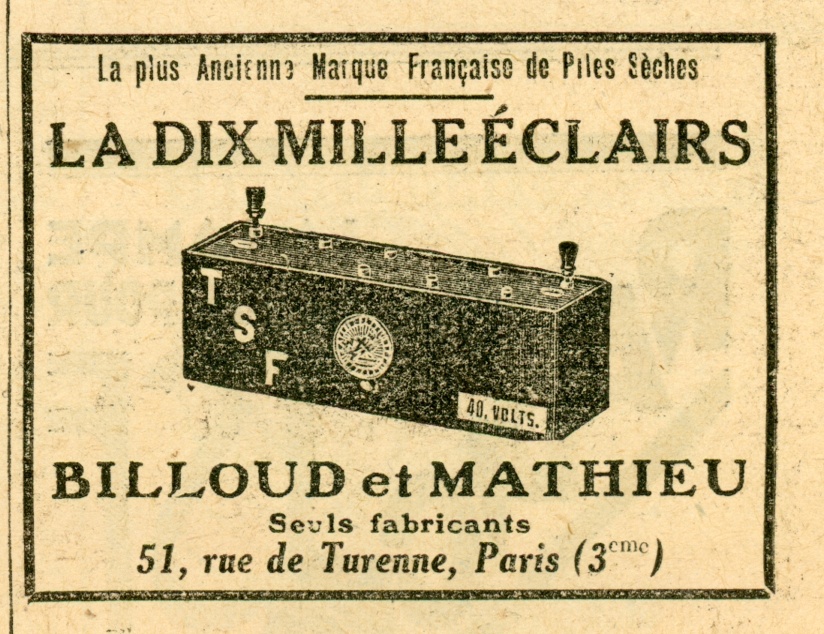 La plus Ancienne Marque Française de Piles Sèches
LA DIX MILLE ÉCLAIRS
T
S
F
40. VOLTS.
BILLOUD et MATHIEU
Seuls fabricants
51, rue de Turenne, Paris (3eme)